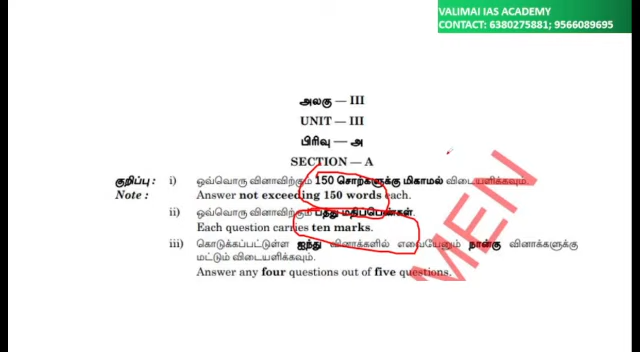 VALIMAI IAS ACADEMY
CONTACT: 6380275881; 9566089695
அலகு — III
UNIT — III
பிரிவு — அ
SECTION — A
குறிப்பு : i) ஒவ்வொரு வினாவிற்கும் 150 சொற்களுக்கு மிகாமல் விடையளிக்கவும்.
Note : Answer not exceeding 150 words each.
ii) ஒவ்வொரு வினாவிற்கும் பத்து மதிப்பெண்கள்.
Each question carries ten marks.
iii) கொடுக்கப்பட்டுள்ள ஐந்து வினாக்களில் எவையேனும் நான்கு வினாக்களுக்கு
மட்டும் விடையளிக்கவும்.
Answer any four questions out of five questions.
MEN